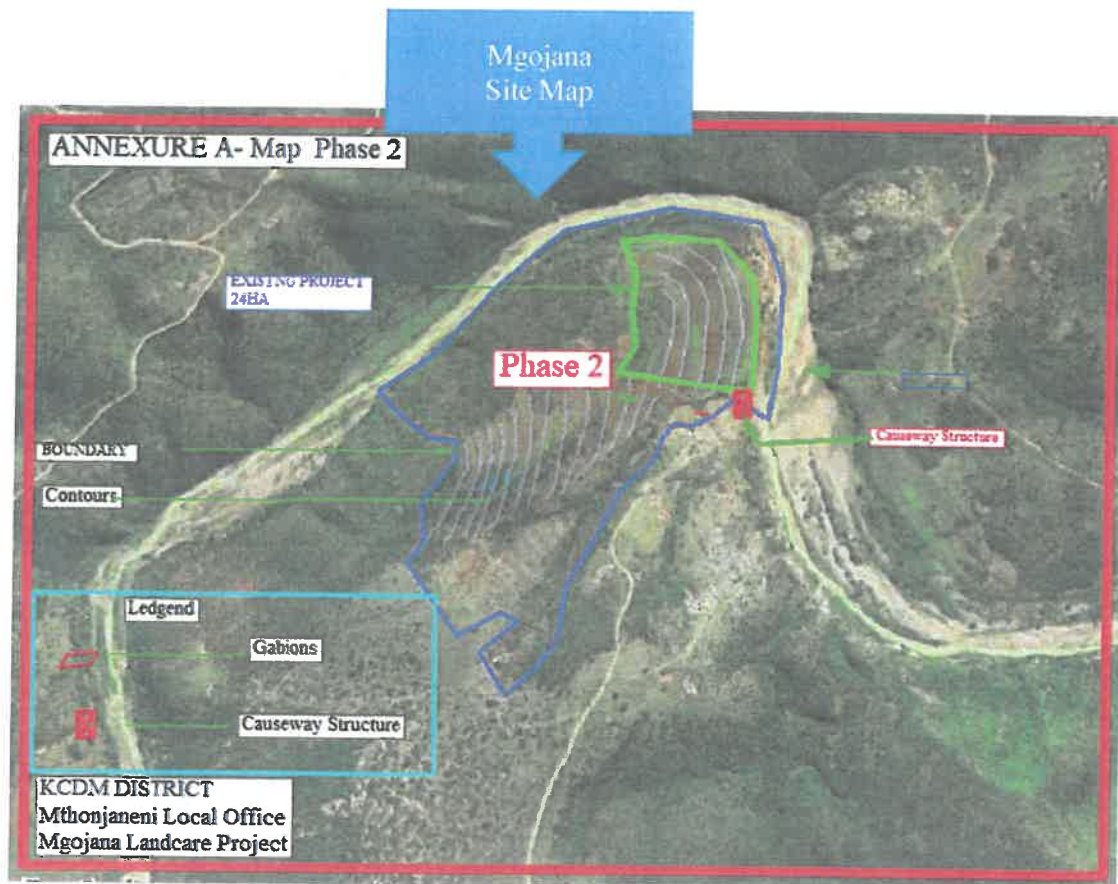 Mgojana
Site Map
ANNEXURE A- Map Phase 2
EXISTNG PROJECT
24HA
Phase 2
Causeway Structure
BOUNDARY
Contours
Ledgend
Gabions
Causeway Structure
KCDM DISTRICT
Mthonjaneni Local Office
Mgojana Landcare Project